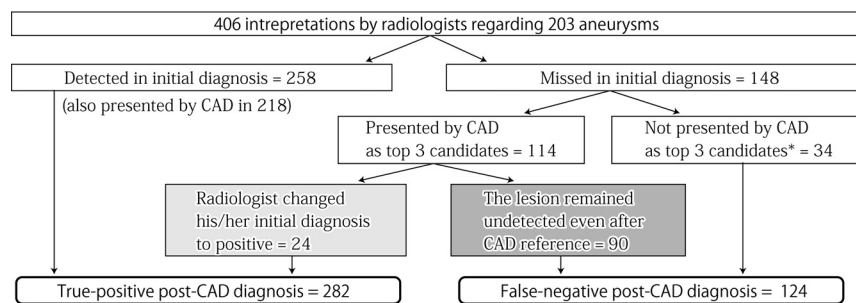 406 intrepretations by radiologists regarding 203 aneurysms
Detected in initial diagnosis = 258
Missed in initial diagnosis = 148
(also presented by CAD in 218)
Presented by CAD
as top 3 candidates = 114
Not presented by CAD
as top 3 candidates* = 34
Radiologist changed
his/her initial diagnosis
to positive = 24
The lesion remained
undetected even after
CAD reference = 90
True-positive post-CAD diagnosis = 282
False-negative post-CAD diagnosis = 124